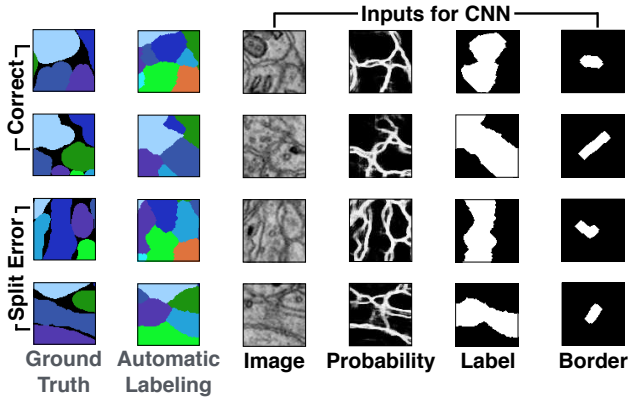 Inputs for CNN
Correct
Split Error
Ground Truth
Automatic Labeling
Image
Probability
Label
Border